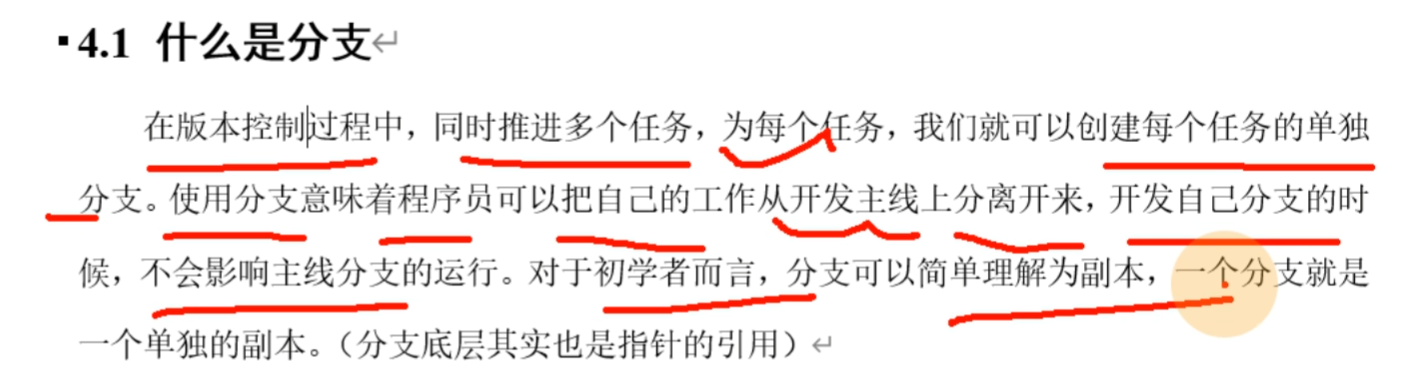 ▪4.1 什么是分支↵
在版本控制过程中，同时推进多个任务，为每个任务，我们就可以创建每个任务的单独
分支。使用分支意味着程序员可以把自己的工作从开发主线上分离开来，开发自己分支的时
候，不会影响主线分支的运行。对于初学者而言，分支可以简单理解为副本，一个分支就是
一个单独的副本。（分支底层其实也是指针的引用）↵